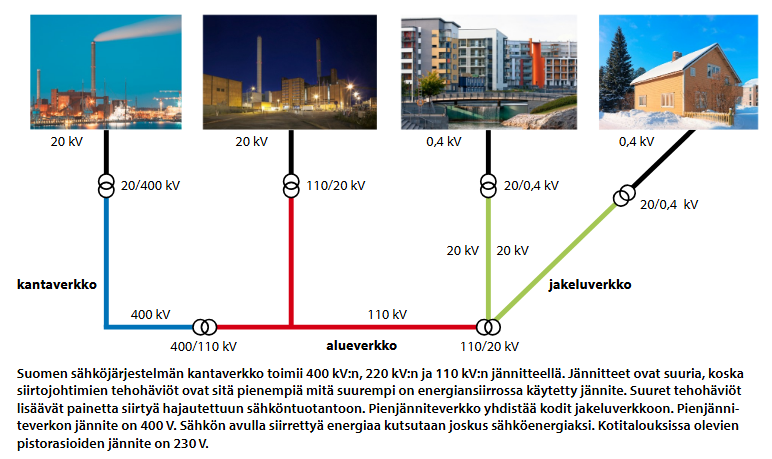 20 kV
20 kV
0,4 kV
0,4 kV
20/400 kV
110/20 kV
20/0,4 kV
20/0,4 kV
20 kV
20 kV
kantaverkko
jakeluverkko
400 kV
110 kV
400/110 kV
alueverkko
110/20 kV
Suomen sähköjärjestelmän kantaverkko toimii 400 kV:n, 220 kV:n ja 110 kV:n jännitteellä. Jännitteet ovat suuria, koska
siirtojohtimien tehohäviöt ovat sitä pienempiä mitä suurempi on energiansiirrossa käytetty jännite. Suuret tehohäviöt
lisäävät painetta siirtyä hajautettuun sähköntuotantoon. Pienjänniteverkko yhdistää kodit jakeluverkkoon. Pienjänni-
teverkon jännite on 400 V. Sähkön avulla siirrettyä energiaa kutsutaan joskus sähköenergiaksi. Kotitalouksissa olevien
pistorasioiden jännite on 230 V.